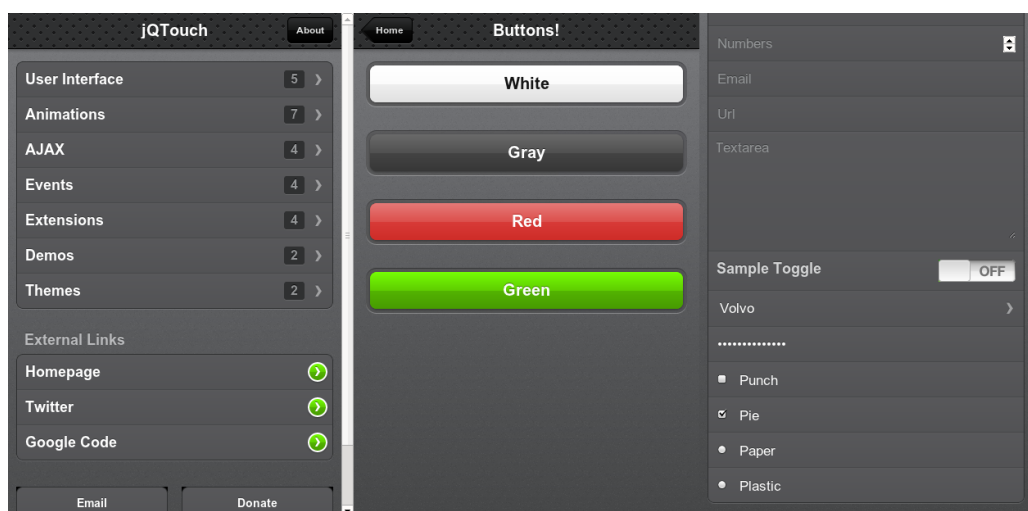 jQTouch
About
User Interface 5
Animations 7
AJAX 4
Events 4
Extensions 4
Demos 2
Themes 2
External Links
Homepage
Twitter
Google Code
Email Donate
Home
Buttons!
White
Gray
Red
Green
Numbers
Email
Url
Textarea
Sample Toggle OFF
Volvo
••••••••••••••
Punch
Pie
Paper
Plastic